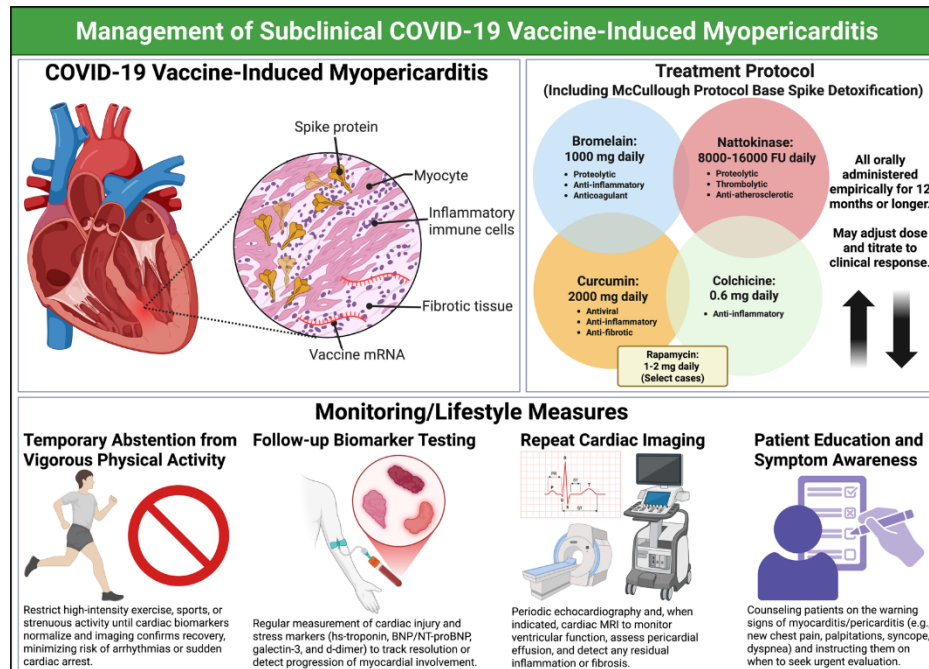 Management of Subclinical COVID-19 Vaccine-Induced Myopericarditis
COVID-19 Vaccine-Induced Myopericarditis
Spike protein
Myocyte
Inflammatory
immune cells
Fibrotic tissue
Vaccine mRNA
Treatment Protocol
(Including McCullough Protocol Base Spike Detoxification)
Bromelain:
1000 mg daily
• Proteolytic
• Anti-inflammatory
• Anticoagulant
Nattokinase:
8000-16000 FU daily
• Proteolytic
• Thrombolytic
• Anti-atherosclerotic
Curcumin:
2000 mg daily
• Antiviral
• Anti-inflammatory
• Anti-fibrotic
Colchicine:
0.6 mg daily
• Anti-inflammatory
Rapamycin:
1-2 mg daily
(Select cases)
All orally
administered
empirically for 12
months or longer.
May adjust dose
and titrate to
clinical response.
Monitoring/Lifestyle Measures
Temporary Abstention from
Vigorous Physical Activity
Restrict high-intensity exercise, sports, or
strenuous activity until cardiac biomarkers
normalize and imaging confirms recovery,
minimizing risk of arrhythmias or sudden
cardiac arrest.
Follow-up Biomarker Testing
Regular measurement of cardiac injury and
stress markers (hs-troponin, BNP/NT-proBNP,
galectin-3, and d-dimer) to track resolution or
detect progression of myocardial involvement.
Repeat Cardiac Imaging
Periodic echocardiography and, when
indicated, cardiac MRI to monitor
ventricular function, assess pericardial
effusion, and detect any residual
inflammation or fibrosis.
Patient Education and
Symptom Awareness
Counseling patients on the warning
signs of myocarditis/pericarditis (e.g.,
new chest pain, palpitations, syncope,
dyspnea) and instructing them on
when to seek urgent evaluation.